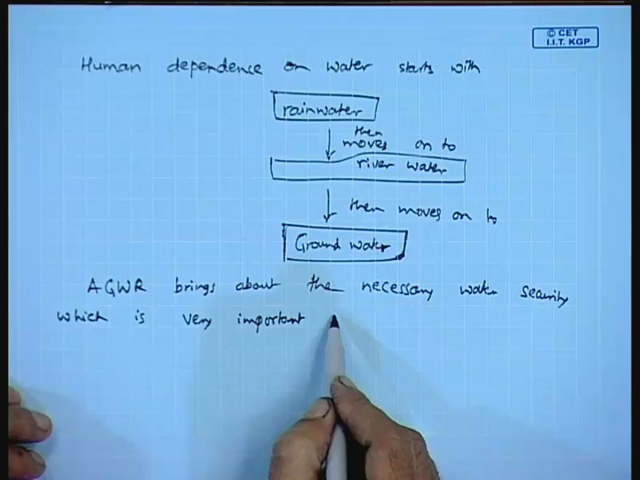 © CET
I.I.T. KGP
Human dependence on water starts with
rainwater
then
moves on to
river water
then moves on to
Ground water
AGWR brings about the necessary water security
which is very important